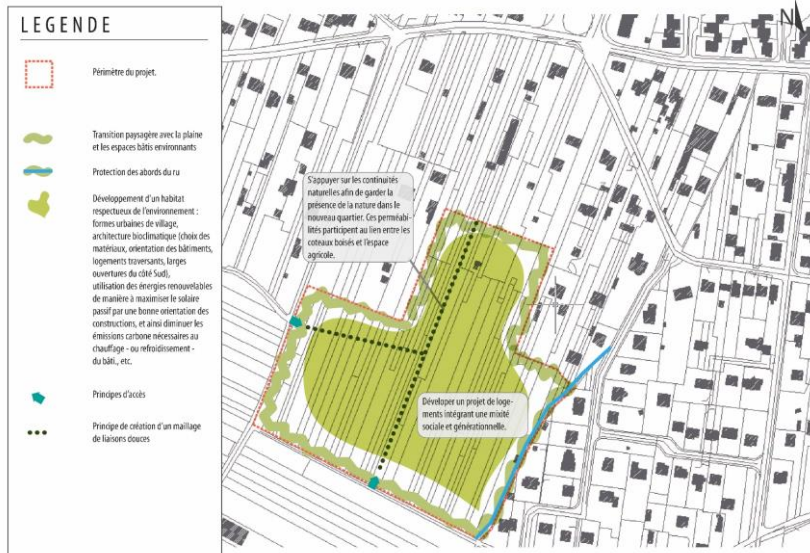 LEGENDE
Périmètre du projet.
Transition paysagère avec la plaine
et les espaces bâtis environnants
Protection des abords du ru
Développement d'un habitat
respectueux de l'environnement :
formes urbaines de village,
architecture bioclimatique (choix des
matériaux, orientation des bâtiments,
logements traversants, larges
ouvertures du côté Sud),
utilisation des énergies renouvelables
de manière à maximiser le solaire
passif par une bonne orientation des
constructions, et ainsi diminuer les
émissions carbone nécessaires au
chauffage - ou refroidissement -
du bâti., etc.
Principes d'accès
Principe de création d'un maillage
de liaisons douces
N
S'appuyer sur les continuités
naturelles afin de garder la
présence de la nature dans le
nouveau quartier. Ces perméabi-
lités participent au lien entre les
coteaux boisés et l'espace
agricole.
Déveloper un projet de loge-
ments intégrant une mixité
sociale et générationnelle.